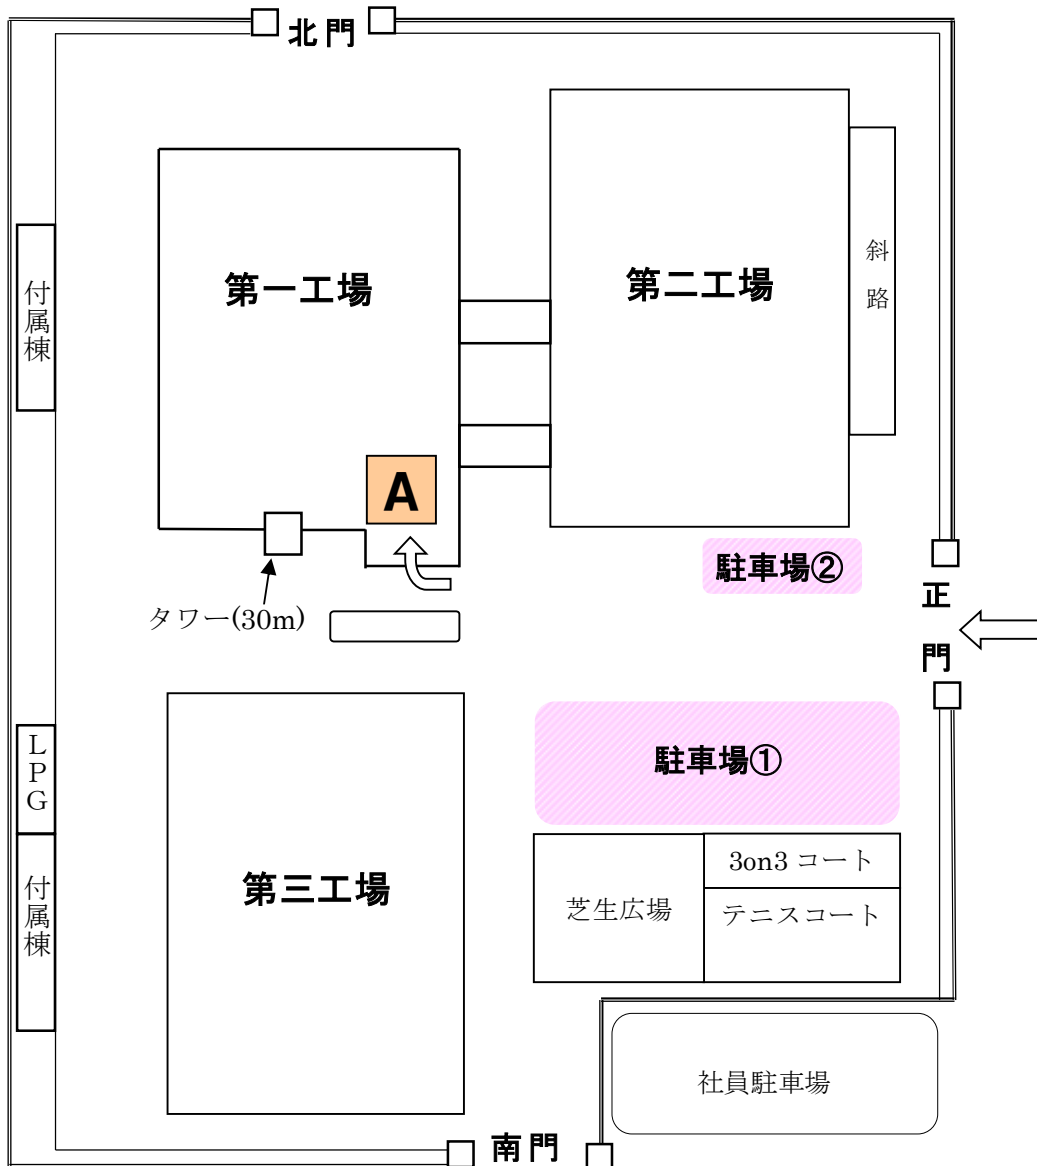 北門
第一工場
第二工場
斜路
付属棟
A
駐車場②
正門
タワー(30m)
LPG
駐車場①
付属棟
第三工場
芝生広場
3on3 コート
テニスコート
社員駐車場
南門